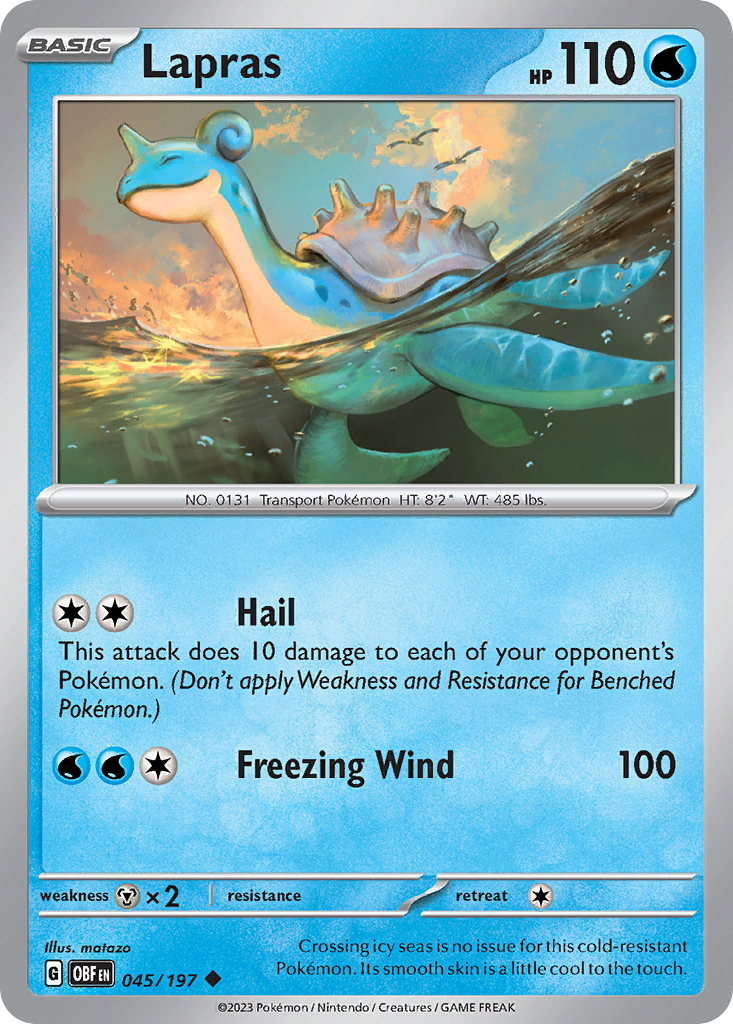 BASIC
Lapras
HP 110
NO. 0131 Transport Pokémon HT: 8'2" WT: 485 lbs.
Hail
This attack does 10 damage to each of your opponent's
Pokémon. (Don't apply Weakness and Resistance for Benched
Pokémon.)
Freezing Wind 100
weakness ×2 resistance retreat
Illus. matazo
Crossing icy seas is no issue for this cold-resistant
Pokémon. Its smooth skin is a little cool to the touch.
G OBF EN 045/197
©2023 Pokémon / Nintendo / Creatures / GAME FREAK